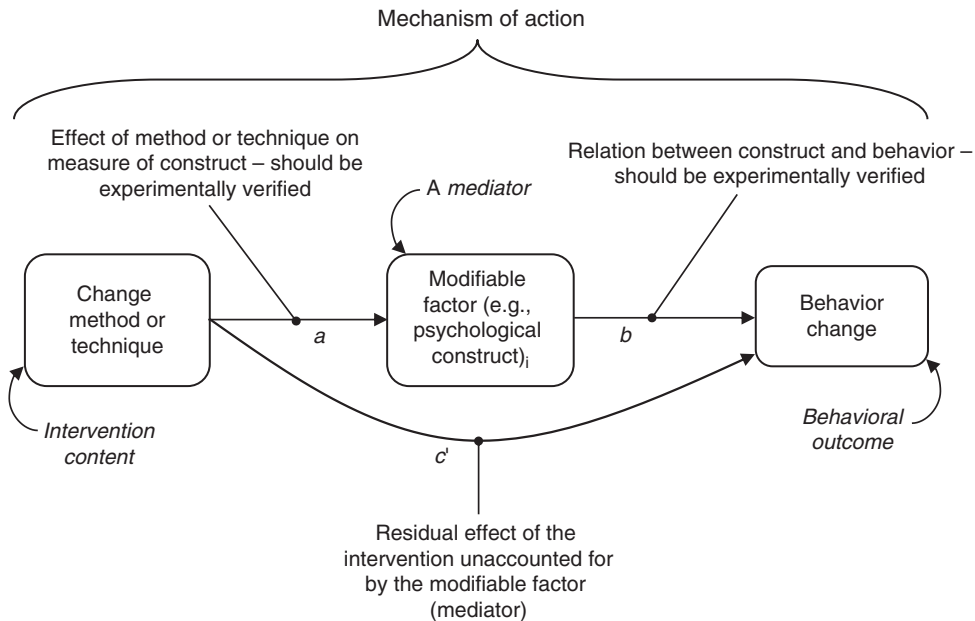 Mechanism of action
Effect of method or technique on
measure of construct – should be
experimentally verified
Relation between construct and behavior –
should be experimentally verified
A mediator
Change
method or
technique
a
Modifiable
factor (e.g.,
psychological
construct)i
b
Behavior
change
Intervention
content
c'
Behavioral
outcome
Residual effect of the
intervention unaccounted for
by the modifiable factor
(mediator)